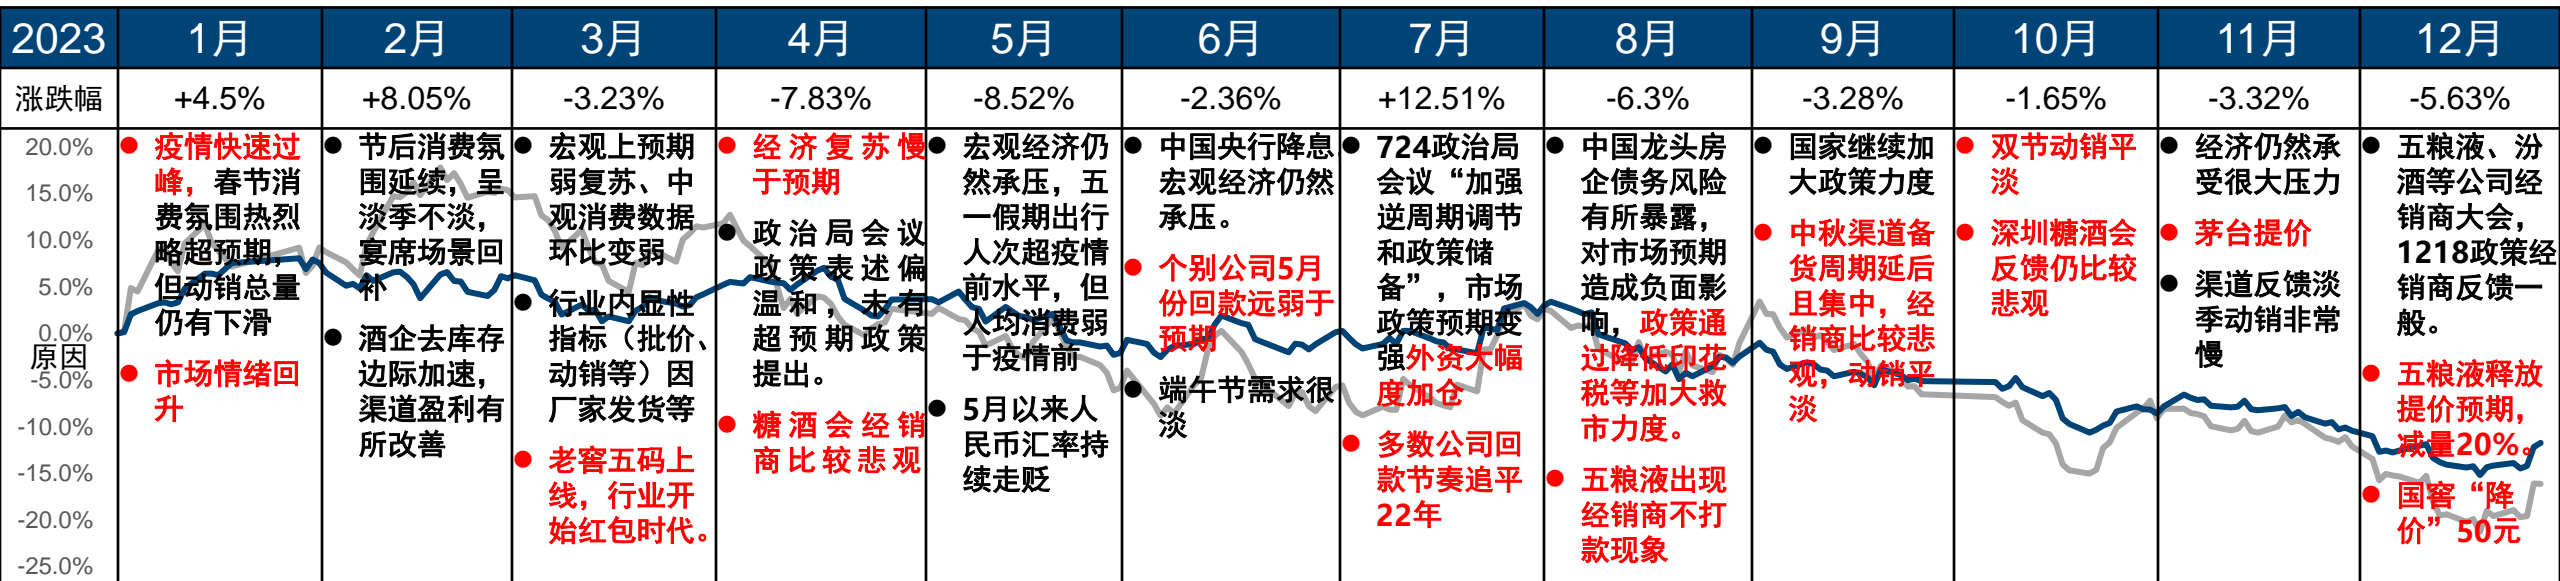 2023
1月
2月
3月
4月
5月
6月
7月
8月
9月
10月
11月
12月
涨跌幅
+4.5%
+8.05%
-3.23%
-7.83%
-8.52%
-2.36%
+12.51%
-6.3%
-3.28%
-1.65%
-3.32%
-5.63%
20.0%
15.0%
10.0%
5.0%
0.0%
原因
-5.0%
-10.0%
-15.0%
-20.0%
-25.0%
疫情快速过
峰，春节消
费氛围热烈
略超预期，
但动销总量
仍有下滑
市场情绪回
升
节后消费氛
围延续，呈
淡季不淡，
宴席场景回
补
酒企去库存
边际加速，
渠道盈利有
所改善
宏观上预期
弱复苏、中
观消费数据
环比变弱
行业内显性
指标（批价、
动销等）因
厂家发货等
老窖五码上
线，行业开
始红包时代。
经济复苏慢
于预期
政治局会议
政策表述偏
温和，未有
超预期政策
提出。
糖酒会经销
商比较悲观
宏观经济仍
然承压，五
一假期出行
人次超疫情
前水平，但
人均消费弱
于疫情前
5月以来人
民币汇率持
续走贬
中国央行降息
宏观经济仍然
承压。
个别公司5月
份回款远弱于
预期
端午节需求很
淡
724政治局
会议“加强
逆周期调节
和政策储
备”，市场
政策预期变
强外资大幅
度加仓
多数公司回
款节奏追平
22年
中国龙头房
企债务风险
有所暴露，
对市场预期
造成负面影
响，政策通
过降低印花
税等加大救
市力度。
五粮液出现
经销商不打
款现象
国家继续加
大政策力度
中秋渠道备
货周期延后
且集中，经
销商比较悲
观，动销平
淡
双节动销平
淡
深圳糖酒会
反馈仍比较
悲观
经济仍然承
受很大压力
茅台提价
渠道反馈淡
季动销非常
慢
五粮液、汾
酒等公司经
销商大会，
1218政策经
销商反馈一
般。
五粮液释放
提价预期，
减量20%。
国窖“降
价”50元